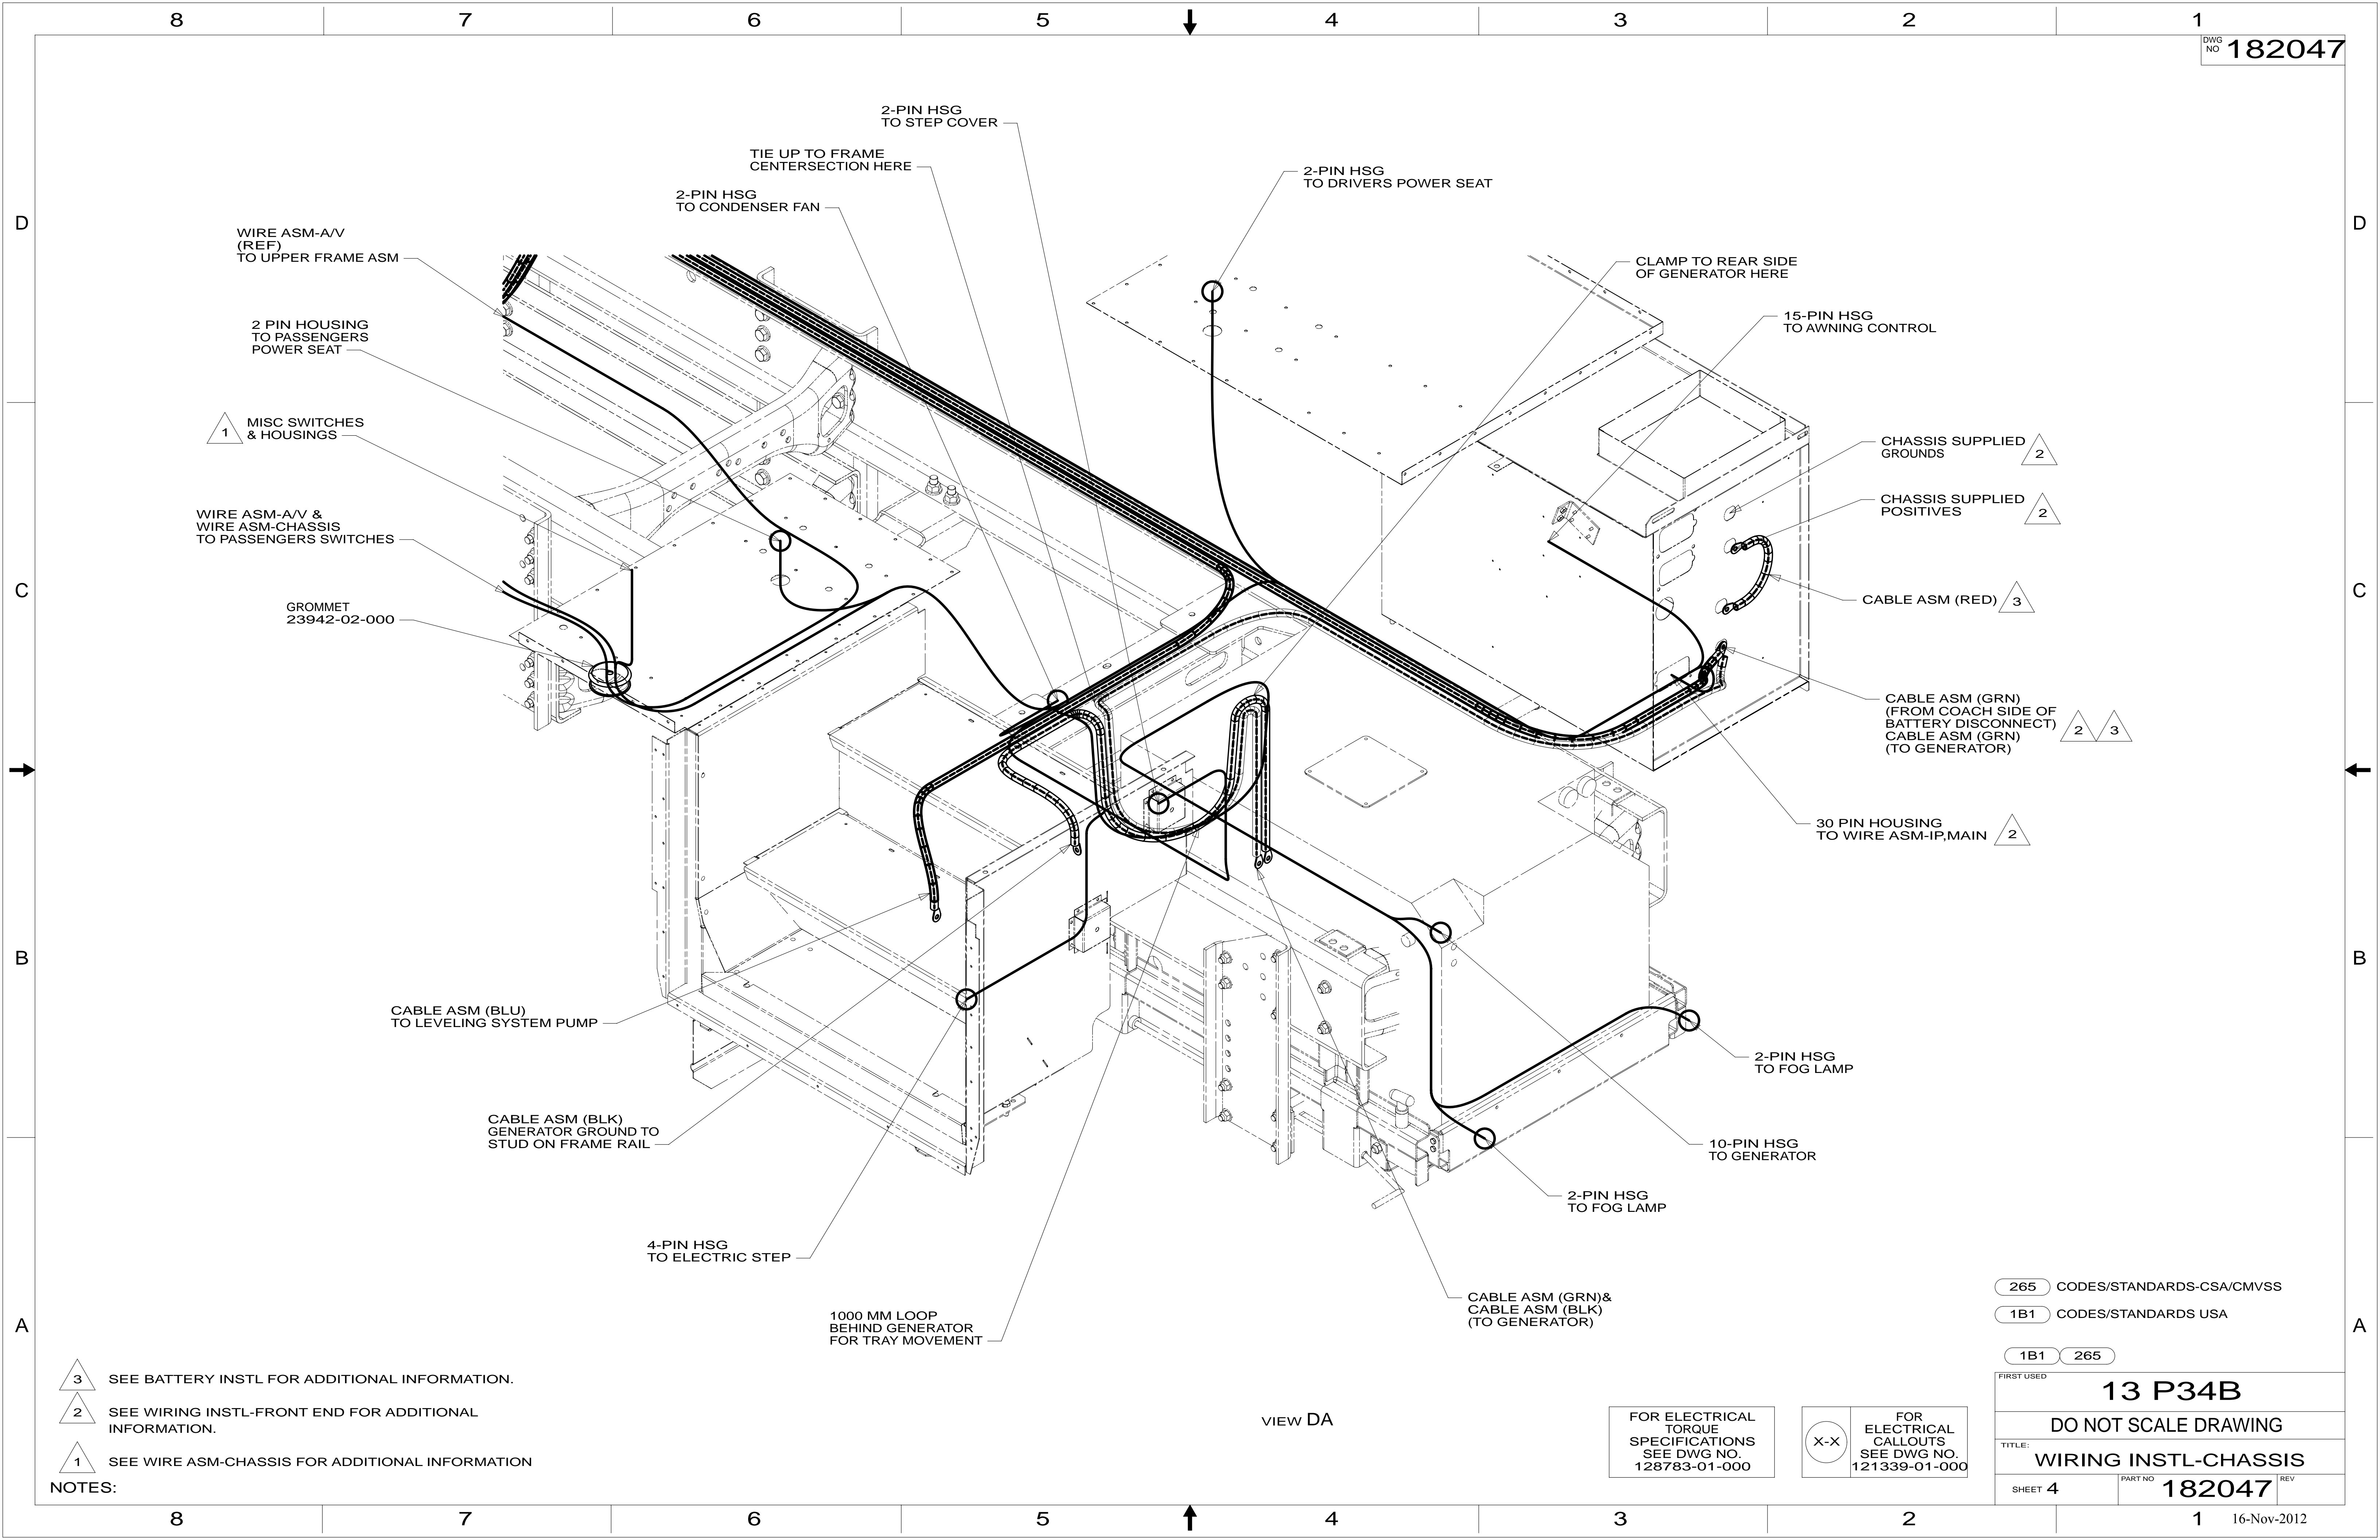 8 7 6 5 4 3 2 1
DWG
NO 182047
2-PIN HSG
TO STEP COVER
TIE UP TO FRAME
CENTERSECTION HERE
2-PIN HSG
TO CONDENSER FAN
2-PIN HSG
TO DRIVERS POWER SEAT
D
D
WIRE ASM-A/V
(REF)
TO UPPER FRAME ASM
CLAMP TO REAR SIDE
OF GENERATOR HERE
2 PIN HOUSING
TO PASSENGERS
POWER SEAT
15-PIN HSG
TO AWNING CONTROL
1 MISC SWITCHES
& HOUSINGS
CHASSIS SUPPLIED
GROUNDS 2
CHASSIS SUPPLIED
POSITIVES 2
WIRE ASM-A/V &
WIRE ASM-CHASSIS
TO PASSENGERS SWITCHES
C
C
GROMMET
23942-02-000
CABLE ASM (RED) 3
CABLE ASM (GRN)
(FROM COACH SIDE OF
BATTERY DISCONNECT)
CABLE ASM (GRN)
(TO GENERATOR)
2 3
30 PIN HOUSING
TO WIRE ASM-IP,MAIN 2
B
B
CABLE ASM (BLU)
TO LEVELING SYSTEM PUMP
2-PIN HSG
TO FOG LAMP
CABLE ASM (BLK)
GENERATOR GROUND TO
STUD ON FRAME RAIL
10-PIN HSG
TO GENERATOR
2-PIN HSG
TO FOG LAMP
4-PIN HSG
TO ELECTRIC STEP
1000 MM LOOP
BEHIND GENERATOR
FOR TRAY MOVEMENT
CABLE ASM (GRN)&
CABLE ASM (BLK)
(TO GENERATOR)
A
A
265 CODES/STANDARDS-CSA/CMVSS
1B1 CODES/STANDARDS USA
1B1 265
3 SEE BATTERY INSTL FOR ADDITIONAL INFORMATION.
2 SEE WIRING INSTL-FRONT END FOR ADDITIONAL
INFORMATION.
1 SEE WIRE ASM-CHASSIS FOR ADDITIONAL INFORMATION
NOTES:
VIEW DA
FOR ELECTRICAL
TORQUE
SPECIFICATIONS
SEE DWG NO.
128783-01-000
X-X
FOR
ELECTRICAL
CALLOUTS
SEE DWG NO.
121339-01-000
FIRST USED
13 P34B
DO NOT SCALE DRAWING
TITLE:
WIRING INSTL-CHASSIS
SHEET 4
PART NO 182047 REV
8 7 6 5 4 3 2 1
16-Nov-2012